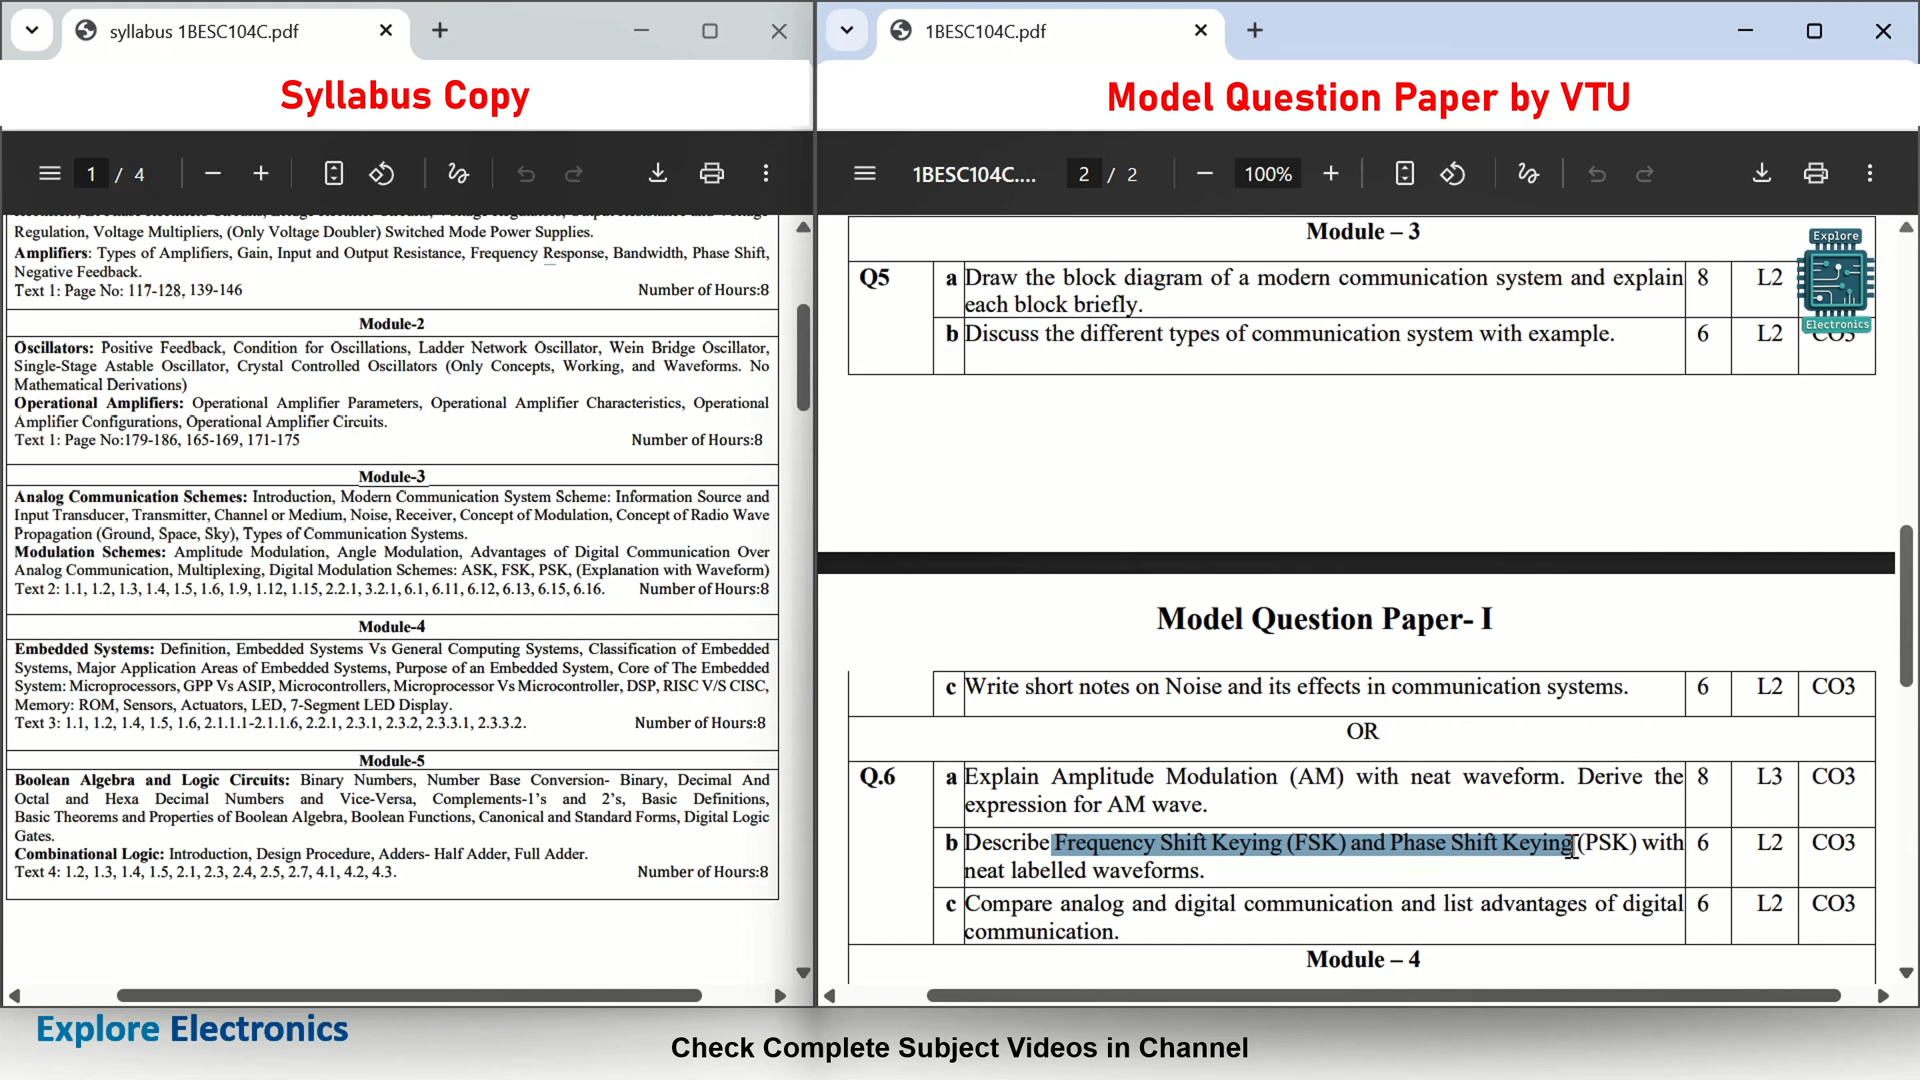 syllabus 1BESC104C.pdf
1BESC104C.pdf
Syllabus Copy
Model Question Paper by VTU
1 / 4
1BESC104C.... 2 / 2 100%
Regulation, Voltage Multipliers, (Only Voltage Doubler) Switched Mode Power Supplies.
Amplifiers: Types of Amplifiers, Gain, Input and Output Resistance, Frequency Response, Bandwidth, Phase Shift,
Negative Feedback.
Text 1: Page No: 117-128, 139-146 Number of Hours:8
Module-2
Oscillators: Positive Feedback, Condition for Oscillations, Ladder Network Oscillator, Wein Bridge Oscillator,
Single-Stage Astable Oscillator, Crystal Controlled Oscillators (Only Concepts, Working, and Waveforms. No
Mathematical Derivations)
Operational Amplifiers: Operational Amplifier Parameters, Operational Amplifier Characteristics, Operational
Amplifier Configurations, Operational Amplifier Circuits.
Text 1: Page No:179-186, 165-169, 171-175 Number of Hours:8
Module-3
Analog Communication Schemes: Introduction, Modern Communication System Scheme: Information Source and
Input Transducer, Transmitter, Channel or Medium, Noise, Receiver, Concept of Modulation, Concept of Radio Wave
Propagation (Ground, Space, Sky), Types of Communication Systems.
Modulation Schemes: Amplitude Modulation, Angle Modulation, Advantages of Digital Communication Over
Analog Communication, Multiplexing, Digital Modulation Schemes: ASK, FSK, PSK, (Explanation with Waveform)
Text 2: 1.1, 1.2, 1.3, 1.4, 1.5, 1.6, 1.9, 1.12, 1.15, 2.2.1, 3.2.1, 6.1, 6.11, 6.12, 6.13, 6.15, 6.16. Number of Hours:8
Module-4
Embedded Systems: Definition, Embedded Systems Vs General Computing Systems, Classification of Embedded
Systems, Major Application Areas of Embedded Systems, Purpose of an Embedded System, Core of The Embedded
System: Microprocessors, GPP Vs ASIP, Microcontrollers, Microprocessor Vs Microcontroller, DSP, RISC V/S CISC,
Memory: ROM, Sensors, Actuators, LED, 7-Segment LED Display.
Text 3: 1.1, 1.2, 1.4, 1.5, 1.6, 2.1.1.1-2.1.1.6, 2.2.1, 2.3.1, 2.3.2, 2.3.3.1, 2.3.3.2. Number of Hours:8
Module-5
Boolean Algebra and Logic Circuits: Binary Numbers, Number Base Conversion- Binary, Decimal And
Octal and Hexa Decimal Numbers and Vice-Versa, Complements-1's and 2's, Basic Definitions,
Basic Theorems and Properties of Boolean Algebra, Boolean Functions, Canonical and Standard Forms, Digital Logic
Gates.
Combinational Logic: Introduction, Design Procedure, Adders- Half Adder, Full Adder.
Text 4: 1.2, 1.3, 1.4, 1.5, 2.1, 2.3, 2.4, 2.5, 2.7, 4.1, 4.2, 4.3. Number of Hours:8
Module – 3
Explore
Electronics
Q5 a Draw the block diagram of a modern communication system and explain 8 L2
each block briefly.
b Discuss the different types of communication system with example. 6 L2 CO3
Model Question Paper- I
c Write short notes on Noise and its effects in communication systems. 6 L2 CO3
OR
Q.6 a Explain Amplitude Modulation (AM) with neat waveform. Derive the 8 L3 CO3
expression for AM wave.
b Describe Frequency Shift Keying (FSK) and Phase Shift Keying (PSK) with 6 L2 CO3
neat labelled waveforms.
c Compare analog and digital communication and list advantages of digital 6 L2 CO3
communication.
Module – 4
Explore Electronics
Check Complete Subject Videos in Channel